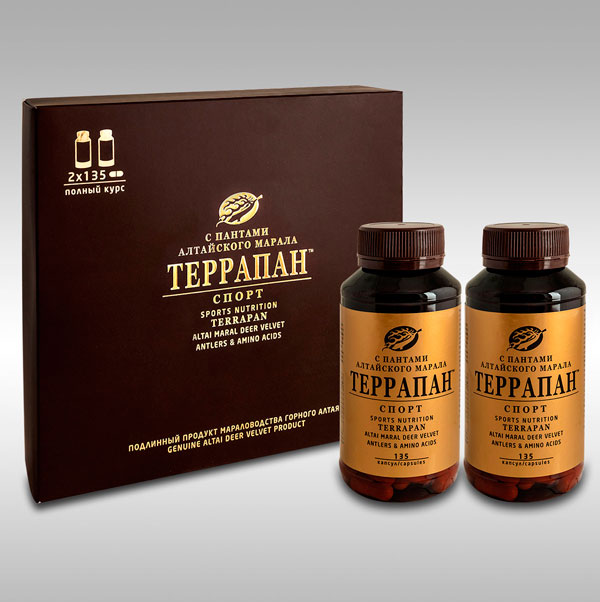 2x135
полный курс
С ПАНТАМИ
АЛТАЙСКОГО МАРАЛА
ТЕРРАПАН™
СПОРТ
SPORTS NUTRITION
TERRAPAN
ALTAI MARAL DEER VELVET
ANTLERS & AMINO ACIDS
ПОДЛИННЫЙ ПРОДУКТ МАРАЛОВОДСТВА ГОРНОГО АЛТАЯ
GENUINE ALTAI DEER VELVET PRODUCT
С ПАНТАМИ
АЛТАЙСКОГО МАРАЛА
ТЕРРАПАН™
СПОРТ
SPORTS NUTRITION
TERRAPAN
ALTAI MARAL DEER VELVET
ANTLERS & AMINO ACIDS
135
капсул/capsules
С ПАНТАМИ
АЛТАЙСКОГО МАРАЛА
ТЕРРАПАН™
СПОРТ
SPORTS NUTRITION
TERRAPAN
ALTAI MARAL DEER VELVET
ANTLERS & AMINO ACIDS
135
капсул/capsules